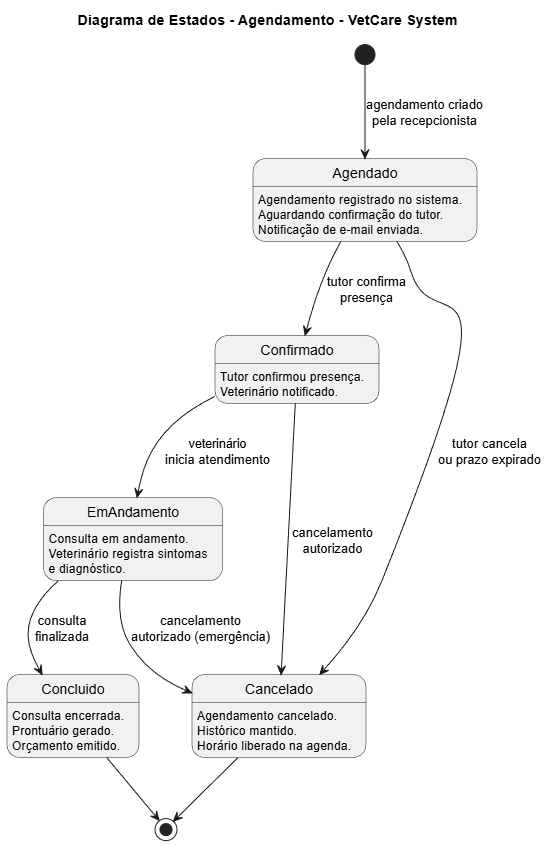 Diagrama de Estados - Agendamento - VetCare System
agendamento criado
pela recepcionista
Agendado
Agendamento registrado no sistema.
Aguardando confirmação do tutor.
Notificação de e-mail enviada.
tutor confirma
presença
Confirmado
Tutor confirmou presença.
Veterinário notificado.
veterinário
inicia atendimento
tutor cancela
ou prazo expirado
EmAndamento
Consulta em andamento.
Veterinário registra sintomas
e diagnóstico.
cancelamento
autorizado
consulta
finalizada
cancelamento
autorizado (emergência)
Concluido
Consulta encerrada.
Prontuário gerado.
Orçamento emitido.
Cancelado
Agendamento cancelado.
Histórico mantido.
Horário liberado na agenda.